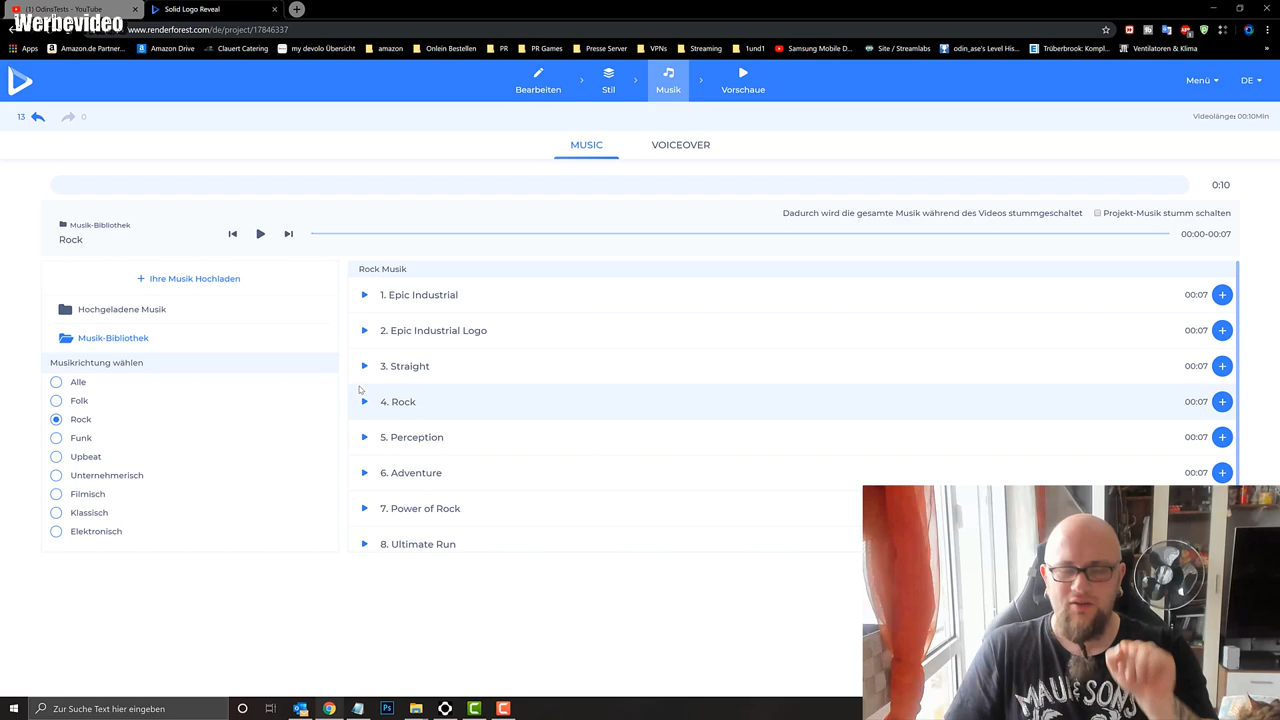 (1) OdinsTests - YouTube
Solid Logo Reveal
Werbevideo
www.renderforest.com/de/project/17846337
Apps
Amazon.de Partner...
Amazon Drive
Clauert Catering
my devolo Übersicht
amazon
Onlein Bestellen
PR
PR Games
Presse Server
VPNs
Streaming
1und1
Samsung Mobile D...
Site / Streamlabs
odin_ase's Level His...
Trüberbrook: Kompl...
Ventilatoren & Klima
Bearbeiten
Stil
Musik
Vorschaue
Menü
DE
13
0
Videolänge: 00:10Min
MUSIC
VOICEOVER
0:10
Musik-Bibliothek
Rock
Dadurch wird die gesamte Musik während des Videos stummgeschaltet
Projekt-Musik stumm schalten
00:00-00:07
+ Ihre Musik Hochladen
Hochgeladene Musik
Musik-Bibliothek
Musikrichtung wählen
Alle
Folk
Rock
Funk
Upbeat
Unternehmerisch
Filmisch
Klassisch
Elektronisch
Rock Musik
1. Epic Industrial 00:07
2. Epic Industrial Logo 00:07
3. Straight 00:07
4. Rock 00:07
5. Perception 00:07
6. Adventure 00:07
7. Power of Rock
8. Ultimate Run
MAU & SONS
Zur Suche Text hier eingeben